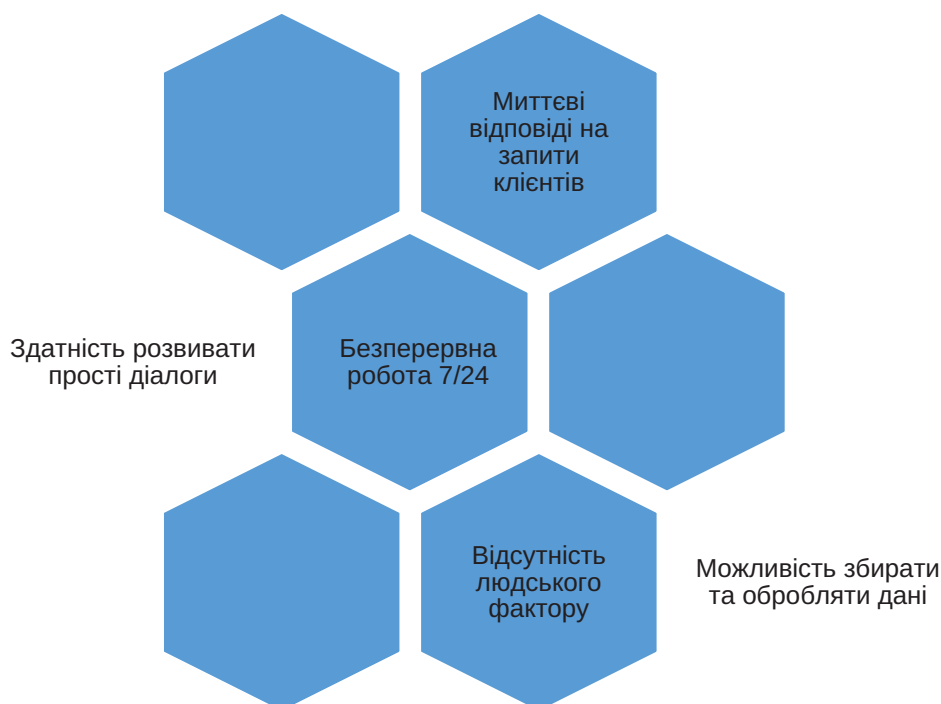 Миттєві
відповіді на
запити
клієнтів
Здатність розвивати
прості діалоги
Безперервна
робота 7/24
Відсутність
людського
фактору
Можливість збирати
та обробляти дані